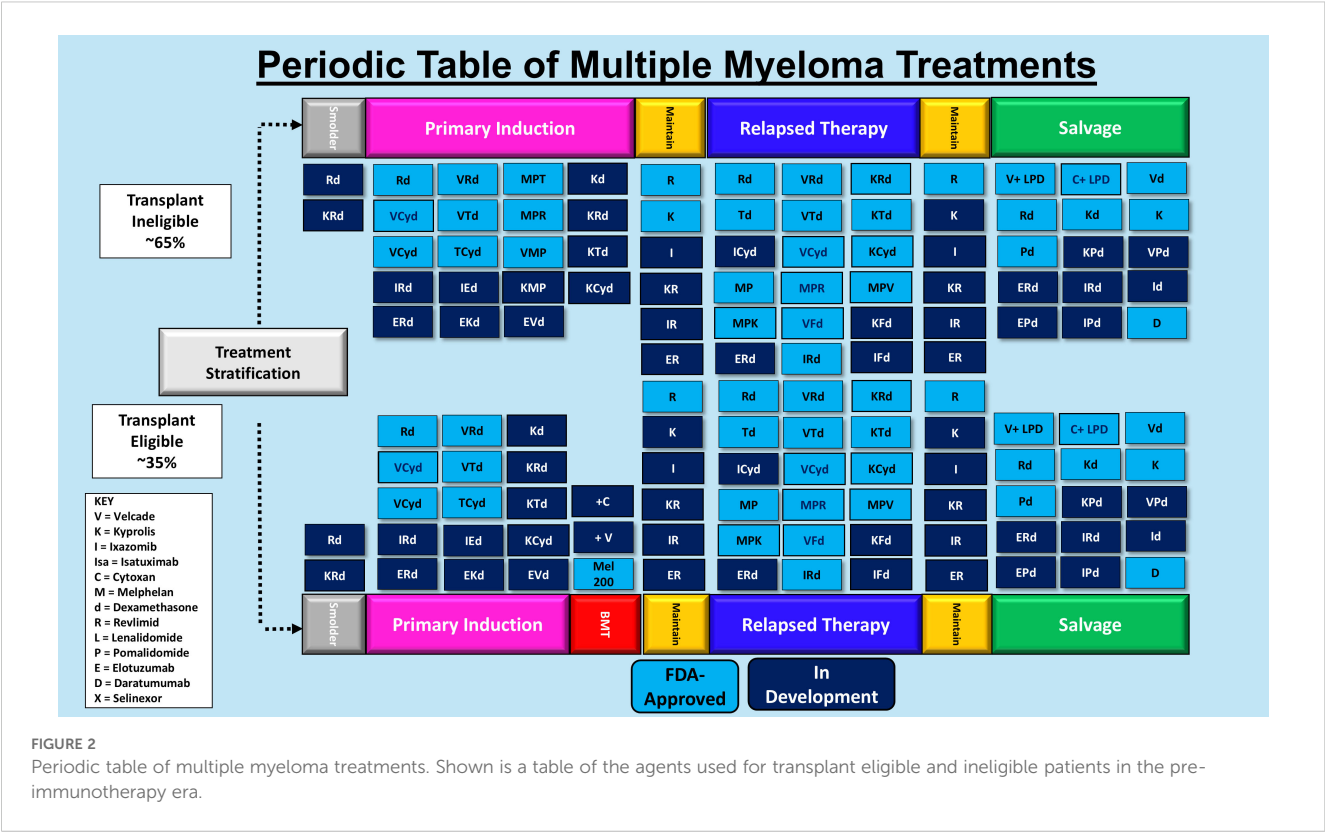 Periodic Table of Multiple Myeloma Treatments
Smolder Primary Induction Maintain Relapsed Therapy Maintain Salvage
Rd Rd VRd MPT Kd R Rd VRd KRd R V+ LPD C+ LPD Vd
KRd VCyd VTd MPR KRd K Td VTd KTd K Rd Kd K
VCyd TCyd VMP KTd I ICyd VCyd KCyd I Pd KPd VPd
IRd IEd KMP KCyd KR MP MPR MPV KR ERd IRd Id
ERd EKd EVd IR MPK VFd KFd IR EPd IPd D
ER ERd IRd IFd ER
R Rd VRd KRd R
Rd VRd Kd K Td VTd KTd K V+ LPD C+ LPD Vd
VCyd VTd KRd I ICyd VCyd KCyd I Rd Kd K
VCyd TCyd KTd +C KR MP MPR MPV KR Pd KPd VPd
Rd IRd IEd KCyd + V IR MPK VFd KFd IR ERd IRd Id
KRd ERd EKd EVd Mel
200 ER ERd IRd IFd ER EPd IPd D
Smolder Primary Induction BMT Maintain Relapsed Therapy Maintain Salvage
Transplant
Ineligible
~65%
Treatment
Stratification
Transplant
Eligible
~35%
KEY
V = Velcade
K = Kyprolis
I = Ixazomib
Isa = Isatuximab
C = Cytoxan
M = Melphelan
d = Dexamethasone
R = Revlimid
L = Lenalidomide
P = Pomalidomide
E = Elotuzumab
D = Daratumumab
X = Selinexor
FDA-
Approved
In
Development
FIGURE 2
Periodic table of multiple myeloma treatments. Shown is a table of the agents used for transplant eligible and ineligible patients in the pre-
immunotherapy era.